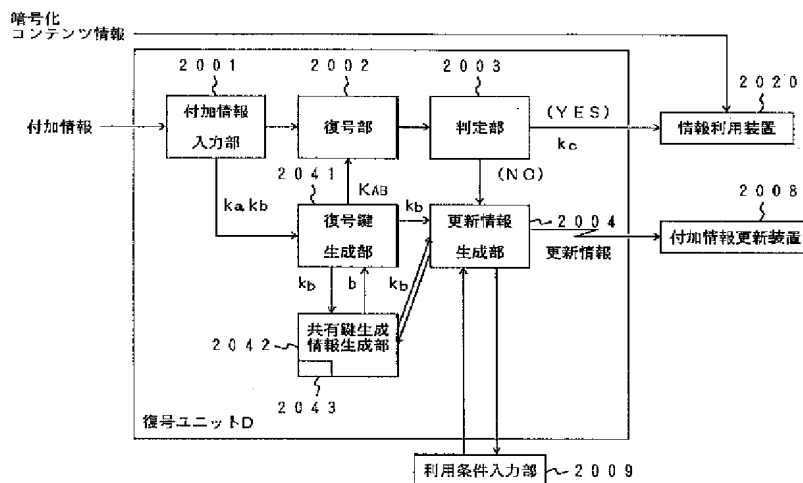 暗号化
コンテンツ情報
2001
2002
2003
2020
付加情報
付加情報
入力部
復号部
判定部
(YES)
kc
情報利用装置
2041
KAB
(NO)
2008
ka kb
復号鍵
生成部
kb
更新情報
生成部
2004
更新情報
付加情報更新装置
kb
b
kb
共有鍵生成
情報生成部
2042
2043
復号ユニットD
利用条件入力部
2009